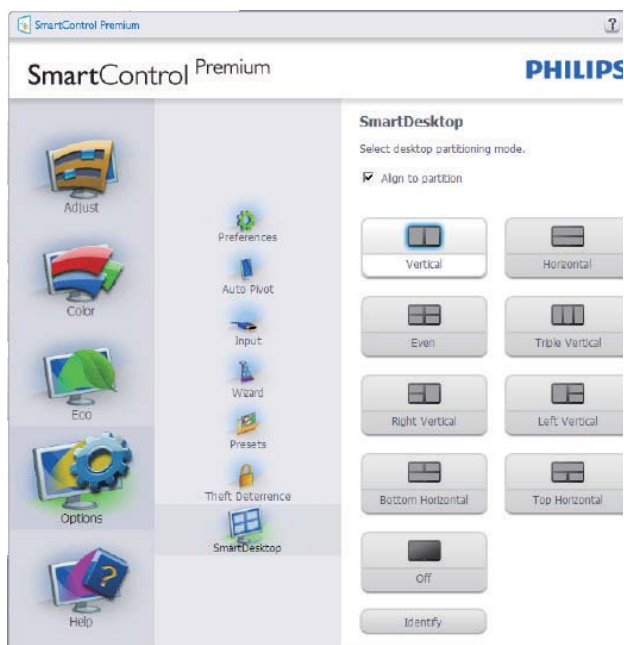 SmartControl Premium
?
SmartControl Premium
PHILIPS
Adjust
Color
Eco
Options
Help
Preferences
Auto Pivot
Input
Wizard
Presets
Theft Deterrence
SmartDesktop
SmartDesktop
Select desktop partitioning mode.
Align to partition
Vertical
Horizontal
Even
Triple Vertical
Right Vertical
Left Vertical
Bottom Horizontal
Top Horizontal
Off
Identify